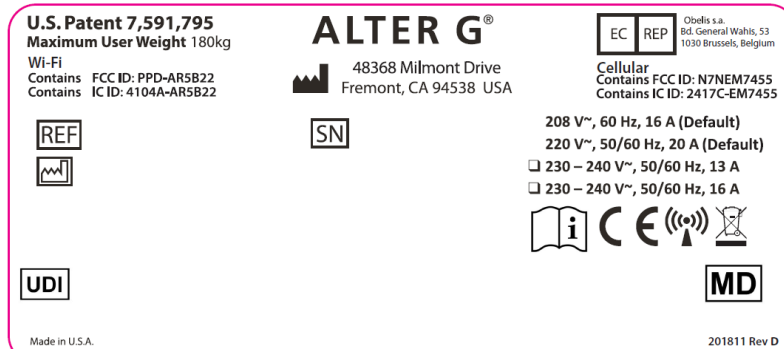 U.S. Patent 7,591,795
Maximum User Weight 180kg
Wi-Fi
Contains FCC ID: PPD-AR5B22
Contains IC ID: 4104A-AR5B22
ALTER G®
48368 Milmont Drive
Fremont, CA 94538 USA
EC REP
Obelis s.a.
Bd. General Wahis, 53
1030 Brussels, Belgium
Cellular
Contains FCC ID: N7NEM7455
Contains IC ID: 2417C-EM7455
REF
SN
208 V~, 60 Hz, 16 A (Default)
220 V~, 50/60 Hz, 20 A (Default)
❑ 230 – 240 V~, 50/60 Hz, 13 A
❑ 230 – 240 V~, 50/60 Hz, 16 A
i CE
UDI
MD
Made in U.S.A.
201811 Rev D